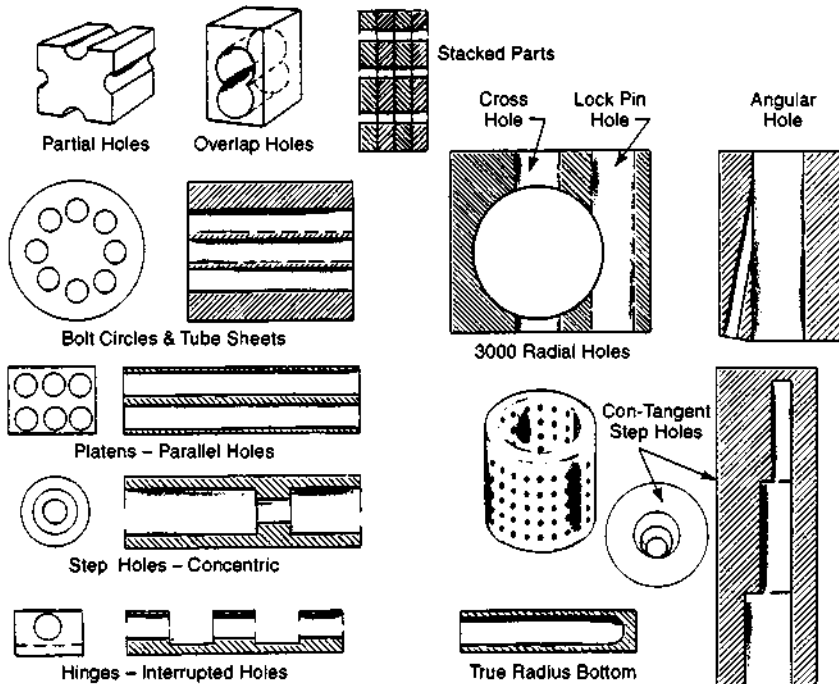 Stacked Parts
Partial Holes
Overlap Holes
Cross
Hole
Lock Pin
Hole
Angular
Hole
Bolt Circles & Tube Sheets
3000 Radial Holes
Platens – Parallel Holes
Con-Tangent
Step Holes
Step Holes – Concentric
Hinges – Interrupted Holes
True Radius Bottom